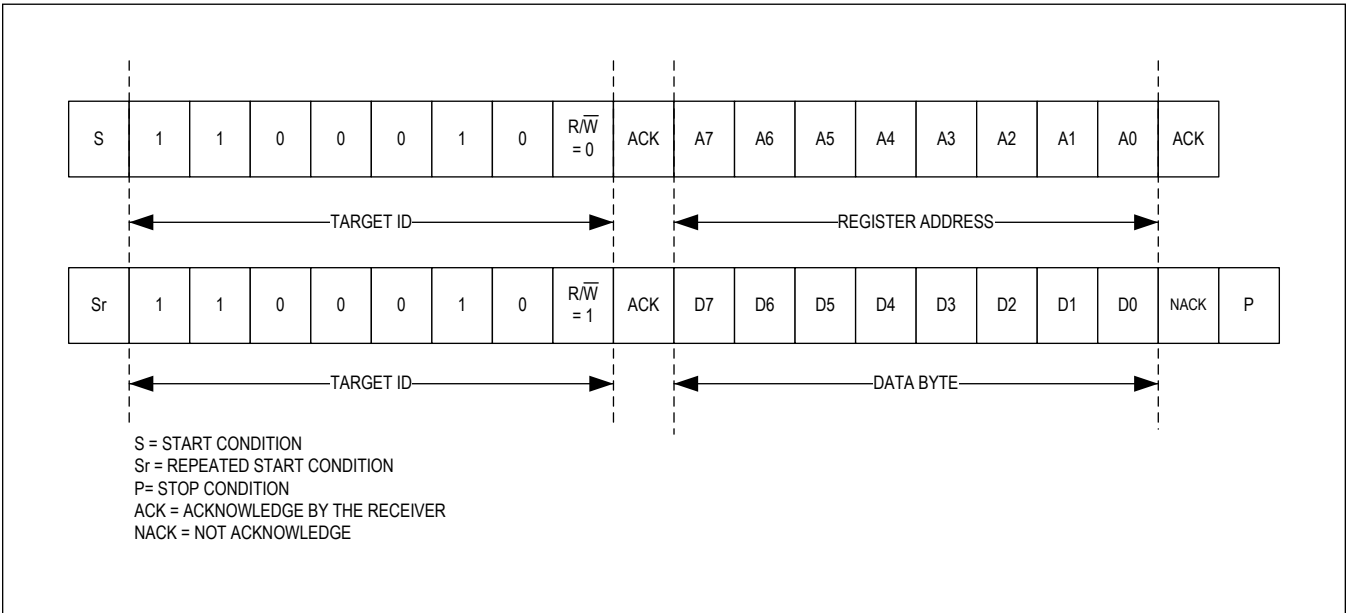 S 1 1 0 0 0 1 0 R/W̅ = 0 ACK A7 A6 A5 A4 A3 A2 A1 A0 ACK
TARGET ID REGISTER ADDRESS
Sr 1 1 0 0 0 1 0 R/W̅ = 1 ACK D7 D6 D5 D4 D3 D2 D1 D0 NACK P
TARGET ID DATA BYTE
S = START CONDITION
Sr = REPEATED START CONDITION
P= STOP CONDITION
ACK = ACKNOWLEDGE BY THE RECEIVER
NACK = NOT ACKNOWLEDGE